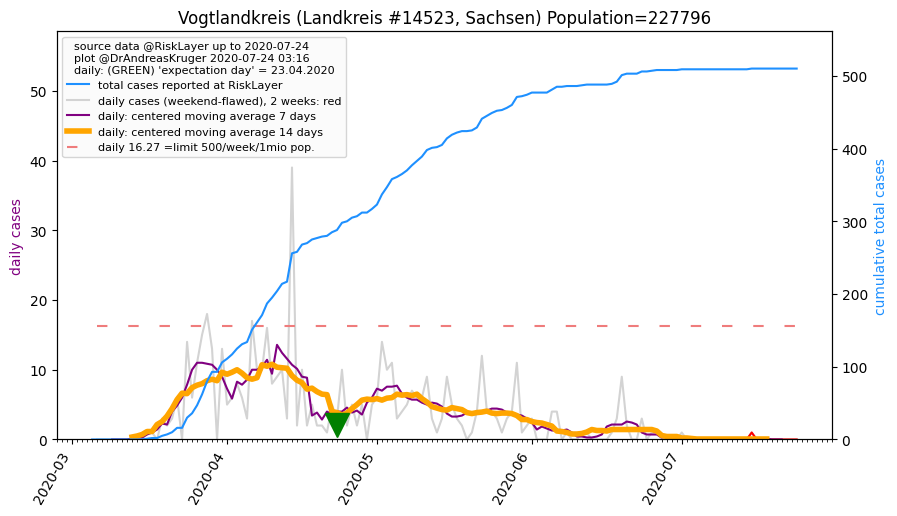 Vogtlandkreis (Landkreis #14523, Sachsen) Population=227796
source data @RiskLayer up to 2020-07-24
plot @DrAndreasKruger 2020-07-24 03:16
daily: (GREEN) 'expectation day' = 23.04.2020
total cases reported at RiskLayer
daily cases (weekend-flawed), 2 weeks: red
daily: centered moving average 7 days
daily: centered moving average 14 days
daily 16.27 =limit 500/week/1mio pop.
daily cases
50
40
30
20
10
0
cumulative total cases
500
400
300
200
100
0
2020-03
2020-04
2020-05
2020-06
2020-07